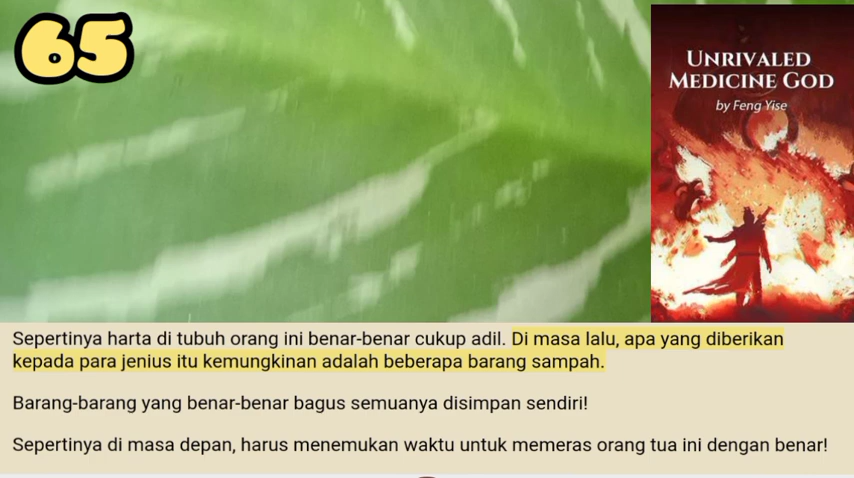 65
UNRIVALED
MEDICINE GOD
by Feng Yise
Sepertinya harta di tubuh orang ini benar-benar cukup adil. Di masa lalu, apa yang diberikan
kepada para jenius itu kemungkinan adalah beberapa barang sampah.
Barang-barang yang benar-benar bagus semuanya disimpan sendiri!
Sepertinya di masa depan, harus menemukan waktu untuk memeras orang tua ini dengan benar!